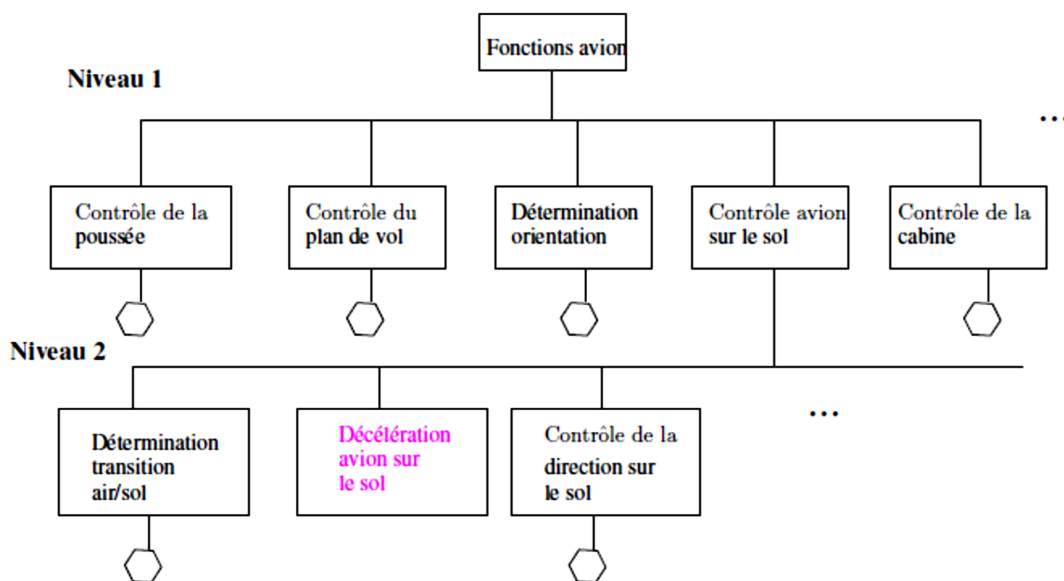 Fonctions avion
Niveau 1
...
Contrôle de la
poussée
Contrôle du
plan de vol
Détermination
orientation
Contrôle avion
sur le sol
Contrôle de la
cabine
Niveau 2
...
Détermination
transition
air/sol
Décélération
avion sur
le sol
Contrôle de la
direction sur
le sol